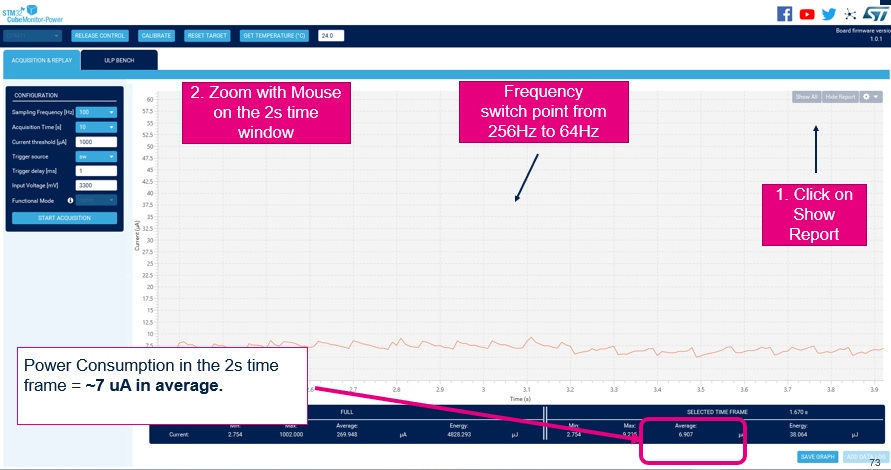 STM32
CubeMonitor-Power
RELEASE CONTROL
CALIBRATE
RESET TARGET
GET TEMPERATURE (°C)
24.0
Board firmware versio
1.0.1
ACQUISITION & REPLAY
ULP BENCH
CONFIGURATION
Sampling Frequency [Hz] 100
Acquisition Time [s] 10
Current threshold [µA] 1000
Trigger source sw
Trigger delay [ms] 1
Input Voltage [mV] 3300
Functional Mode
START ACQUISITION
2. Zoom with Mouse
on the 2s time
window
Frequency
switch point from
256Hz to 64Hz
Show All
Hide Report
1. Click on
Show
Report
Current [µA]
60
57.5
55
52.5
50
47.5
45
42.5
40
37.5
35
32.5
30
27.5
25
22.5
20
17.5
15
12.5
10
7.5
Power Consumption in the 2s time
frame = ~7 uA in average.
2.7
2.8
2.9
3
3.1
3.2
3.3
3.4
3.5
3.6
3.7
3.8
3.9
Time (s)
FULL
SELECTED TIME FRAME 1.670 s
Min: Max: Average: Energy: Min: Max: Average: Energy:
Current: 2.754 1002.000 269.948 µA 4828.293 µJ 2.754 9.216 6.907 µA 38.064 µJ
SAVE GRAPH
73